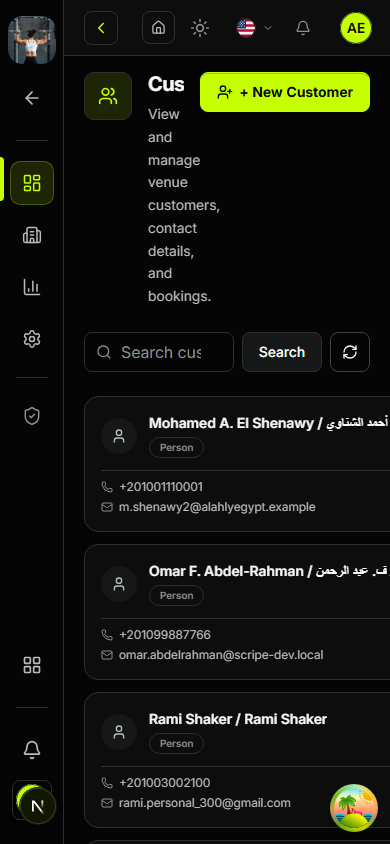 AE
Cus
+ New Customer
View
and
manage
venue
customers,
contact
details,
and
bookings.
Search cus
Search
Mohamed A. El Shenawy / أحمد الشناوي
Person
+201001110001
m.shenawy2@alahlyegypt.example
Omar F. Abdel-Rahman / ف. عبد الرحمن
Person
+201099887766
omar.abdelrahman@scripe-dev.local
Rami Shaker / Rami Shaker
Person
+201003002100
rami.personal_300@gmail.com
N